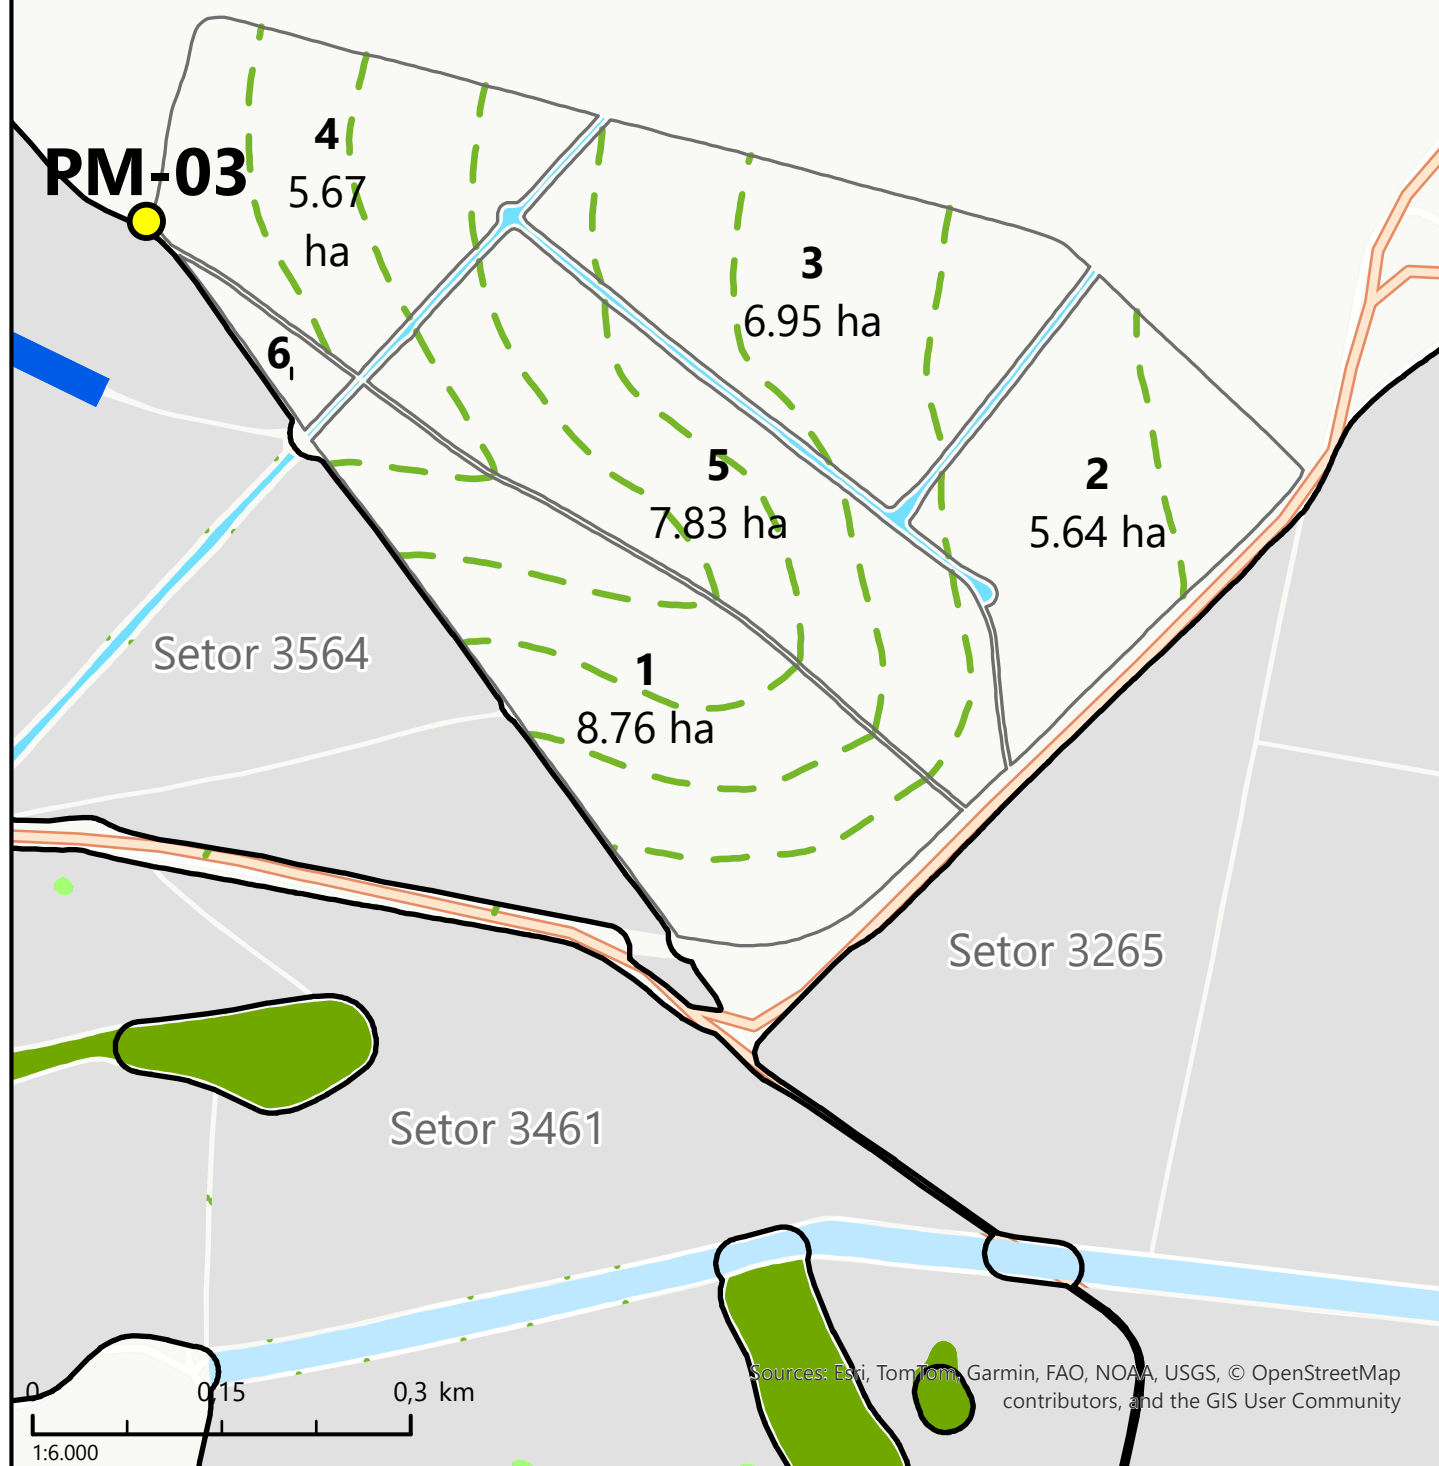 4
5.67
ha
PM-03
3
6.95 ha
6
5
7.83 ha
2
5.64 ha
1
8.76 ha
Setor 3564
Setor 3265
Setor 3461
Sources: Esri, TomTom, Garmin, FAO, NOAA, USGS, © OpenStreetMap
contributors, and the GIS User Community
0 0,15 0,3 km
1:6.000